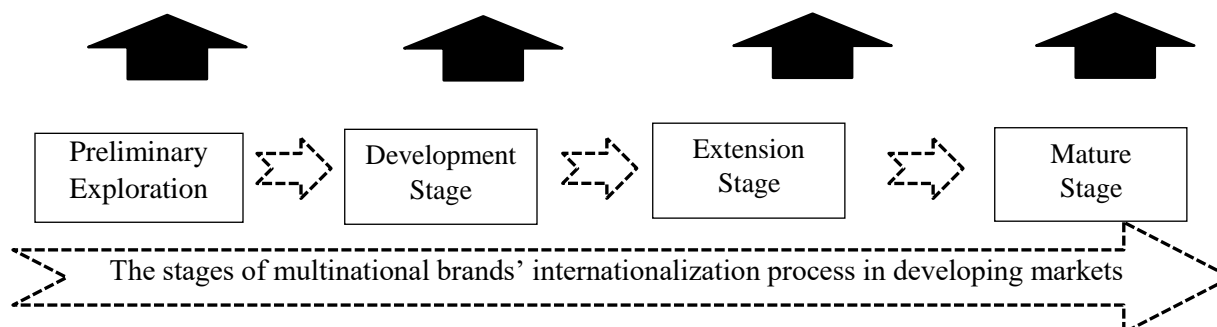 Preliminary
Exploration
Development
Stage
Extension
Stage
Mature
Stage
The stages of multinational brands’ internationalization process in developing markets